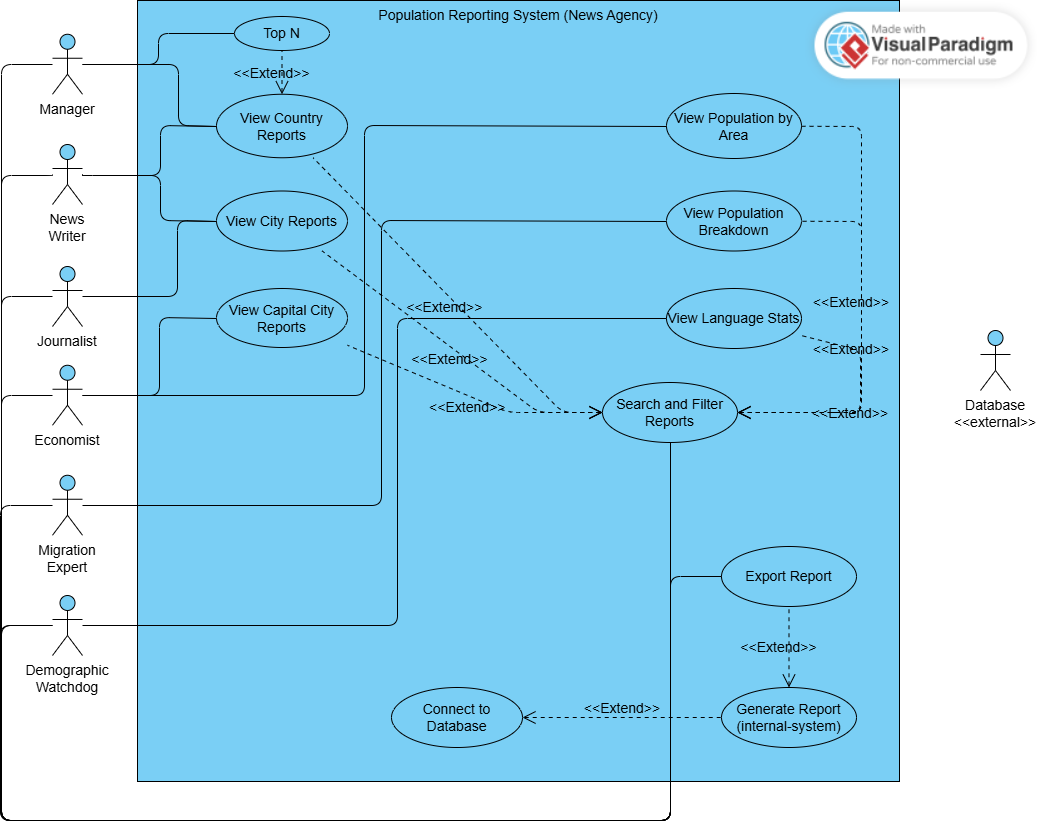 Population Reporting System (News Agency)
Made with
VisualParadigm
For non-commercial use
Top N
<<Extend>>
Manager
View Country
Reports
View Population by
Area
News
Writer
View City Reports
View Population
Breakdown
Journalist
View Capital City
Reports
<<Extend>>
<<Extend>>
View Language Stats
<<Extend>>
<<Extend>>
Economist
<<Extend>>
Search and Filter
Reports
<<Extend>>
Database
<<external>>
Migration
Expert
Export Report
Demographic
Watchdog
<<Extend>>
Connect to
Database
<<Extend>>
Generate Report
(internal-system)